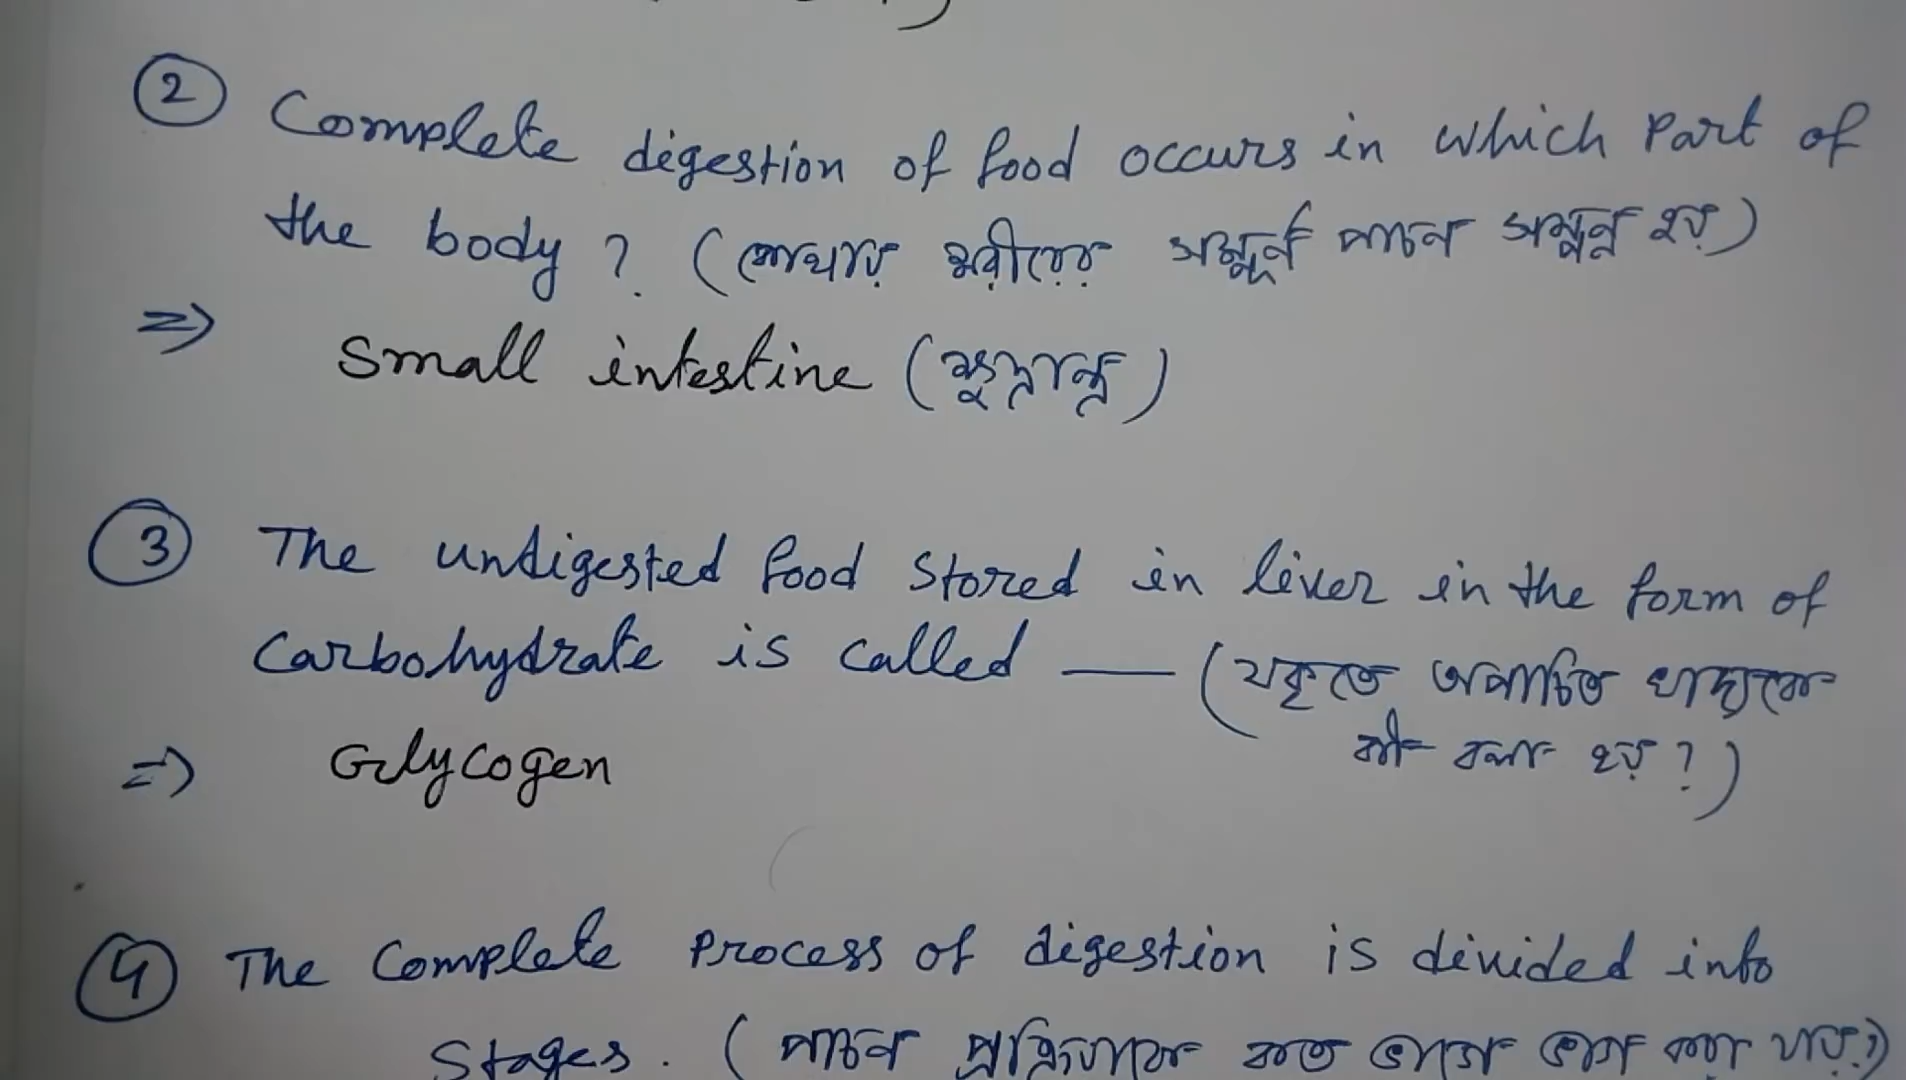 ② Complete digestion of food occurs in which part of
the body? (কোথায় শরীরের সম্পূর্ণ পাচন সম্পন্ন হয়)
⇒ Small intestine (ক্ষুদ্রান্ত্র)
③ The undigested food stored in liver in the form of
Carbohydrate is called — (যকৃতে অপাচিত খাদ্যকে
কী বলা হয়?)
⇒ Glycogen
④ The Complete Process of digestion is divided into
Stages. (পাচন প্রক্রিয়াকে কত ভাগে ভাগ করা যায়?)